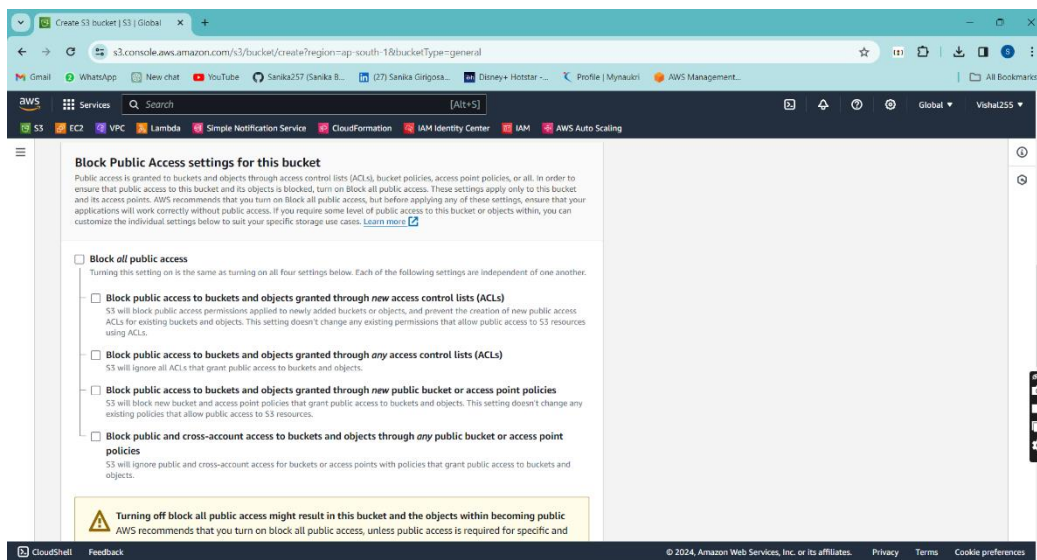 Create S3 bucket | S3 | Global
s3.console.aws.amazon.com/s3/bucket/create?region=ap-south-1&bucketType=general
Gmail WhatsApp New chat YouTube Sanika257 (Sanika B... (27) Sanika Girigosa... Disney+ Hotstar -... Profile | Mynaukri AWS Management... All Bookmarks
aws Services Search [Alt+S] Global Vishal255
S3 EC2 VPC Lambda Simple Notification Service CloudFormation IAM Identity Center IAM AWS Auto Scaling
Block Public Access settings for this bucket
Public access is granted to buckets and objects through access control lists (ACLs), bucket policies, access point policies, or all. In order to
ensure that public access to this bucket and its objects is blocked, turn on Block all public access. These settings apply only to this bucket
and its access points. AWS recommends that you turn on Block all public access, but before applying any of these settings, ensure that your
applications will work correctly without public access. If you require some level of public access to this bucket or objects within, you can
customize the individual settings below to suit your specific storage use cases. Learn more
Block all public access
Turning this setting on is the same as turning on all four settings below. Each of the following settings are independent of one another.
Block public access to buckets and objects granted through new access control lists (ACLs)
S3 will block public access permissions applied to newly added buckets or objects, and prevent the creation of new public access
ACLs for existing buckets and objects. This setting doesn't change any existing permissions that allow public access to S3 resources
using ACLs.
Block public access to buckets and objects granted through any access control lists (ACLs)
S3 will ignore all ACLs that grant public access to buckets and objects.
Block public access to buckets and objects granted through new public bucket or access point policies
S3 will block new bucket and access point policies that grant public access to buckets and objects. This setting doesn't change any
existing policies that allow public access to S3 resources.
Block public and cross-account access to buckets and objects through any public bucket or access point
policies
S3 will ignore public and cross-account access for buckets or access points with policies that grant public access to buckets and
objects.
Turning off block all public access might result in this bucket and the objects within becoming public
AWS recommends that you turn on block all public access, unless public access is required for specific and
CloudShell Feedback © 2024, Amazon Web Services, Inc. or its affiliates. Privacy Terms Cookie preferences